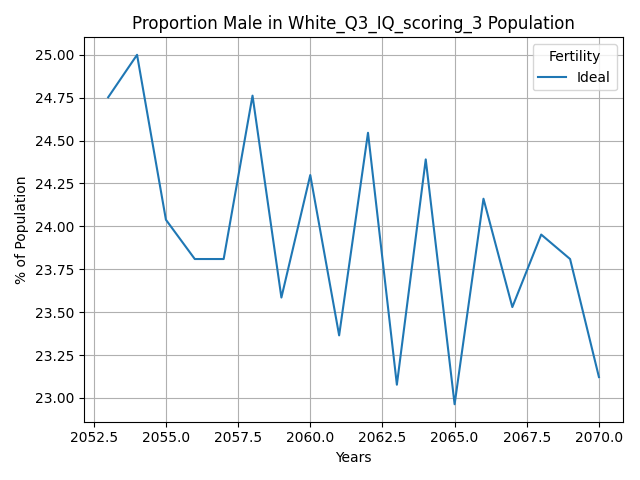 Proportion Male in White_Q3_IQ_scoring_3 Population
Fertility
Ideal
25.00
24.75
24.50
24.25
24.00
23.75
23.50
23.25
23.00
% of Population
2052.5 2055.0 2057.5 2060.0 2062.5 2065.0 2067.5 2070.0
Years